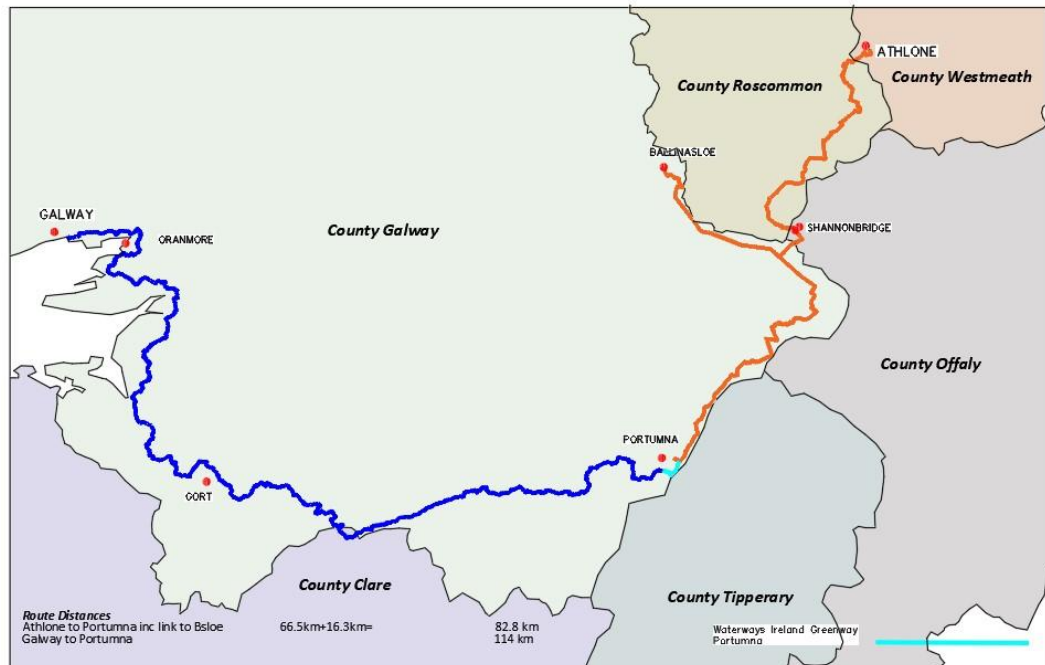 ATHLONE
County Roscommon
County Westmeath
BALLINASLOE
GALWAY
ORANMORE
County Galway
SHANNONBRIDGE
County Offaly
PORTUMNA
GORT
County Clare
County Tipperary
Route Distances
Athlone to Portumna inc link to Bsloe 66.5km+16.3km= 82.8 km
Galway to Portumna 114 km
Waterways Ireland Greenway
Portumna